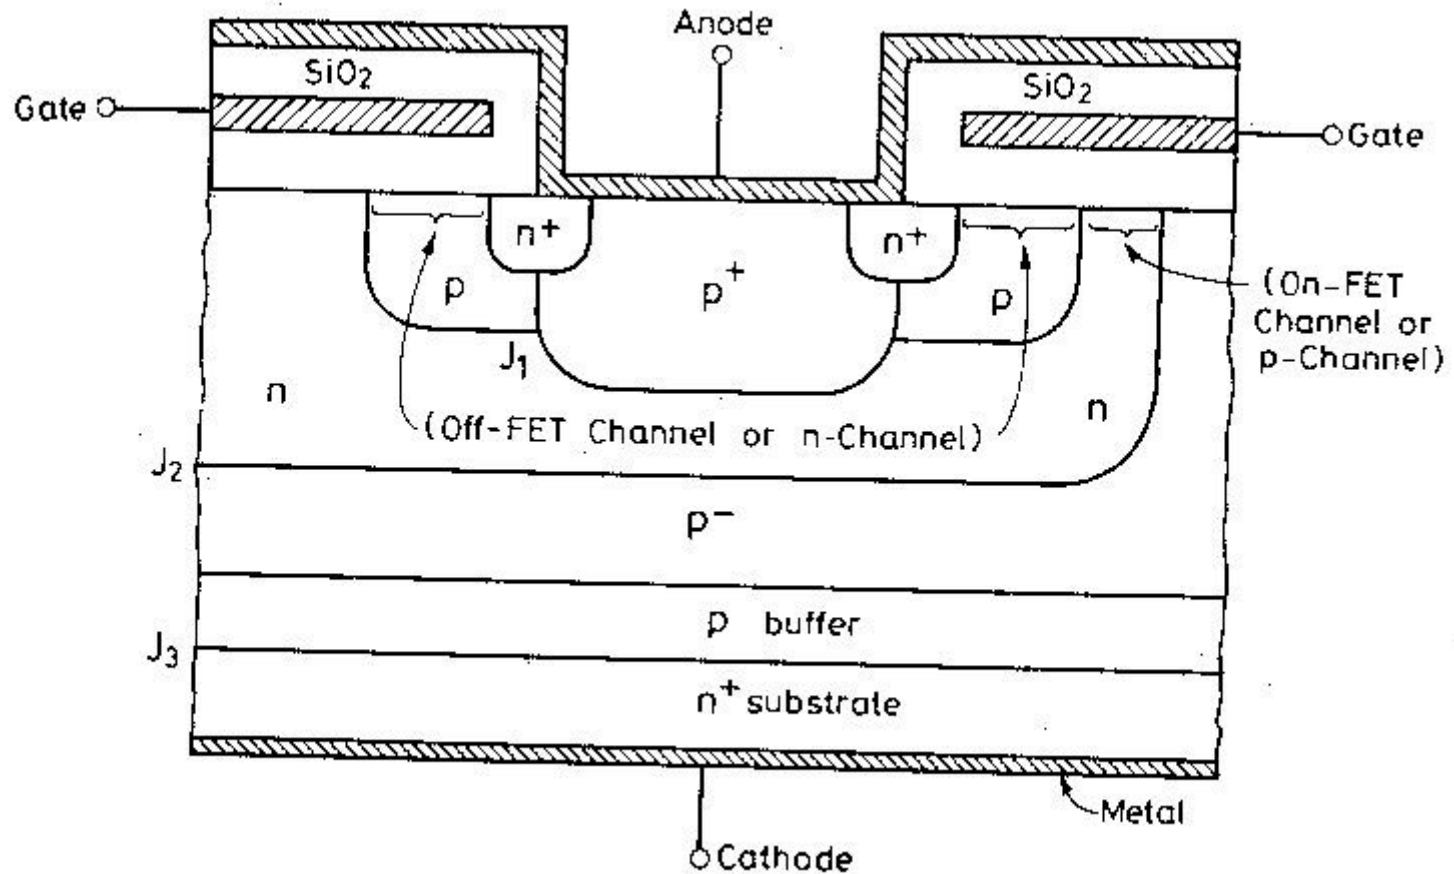 Anode
SiO2
SiO2
Gate
Gate
n+
n+
p+
p
p
(On-FET
Channel or
p-Channel)
J1
n
n
(Off-FET Channel or n-Channel)
J2
p−
p buffer
J3
n+ substrate
Metal
Cathode